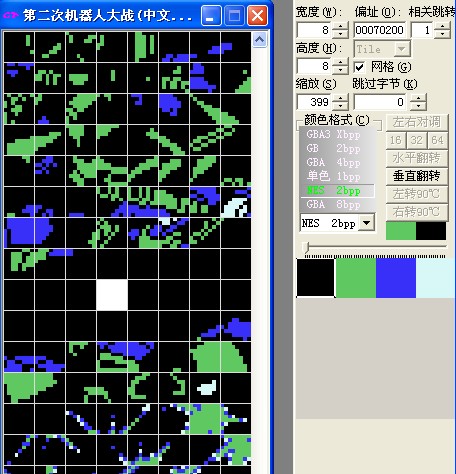 第二次机器人大战(中文...
宽度(W): 偏址(O): 相关跳转
8 00070200 1
高度(H):
8 Tile
网格(G)
缩放(S) 跳过字节(K)
399 0
颜色格式(C)
左右对调
GBA3 Xbpp
16 32 64
GB 2bpp
水平翻转
GBA 4bpp
单色 1bpp
垂直翻转
NES 2bpp
左转90℃
GBA 8bpp
右转90℃
NES 2bpp